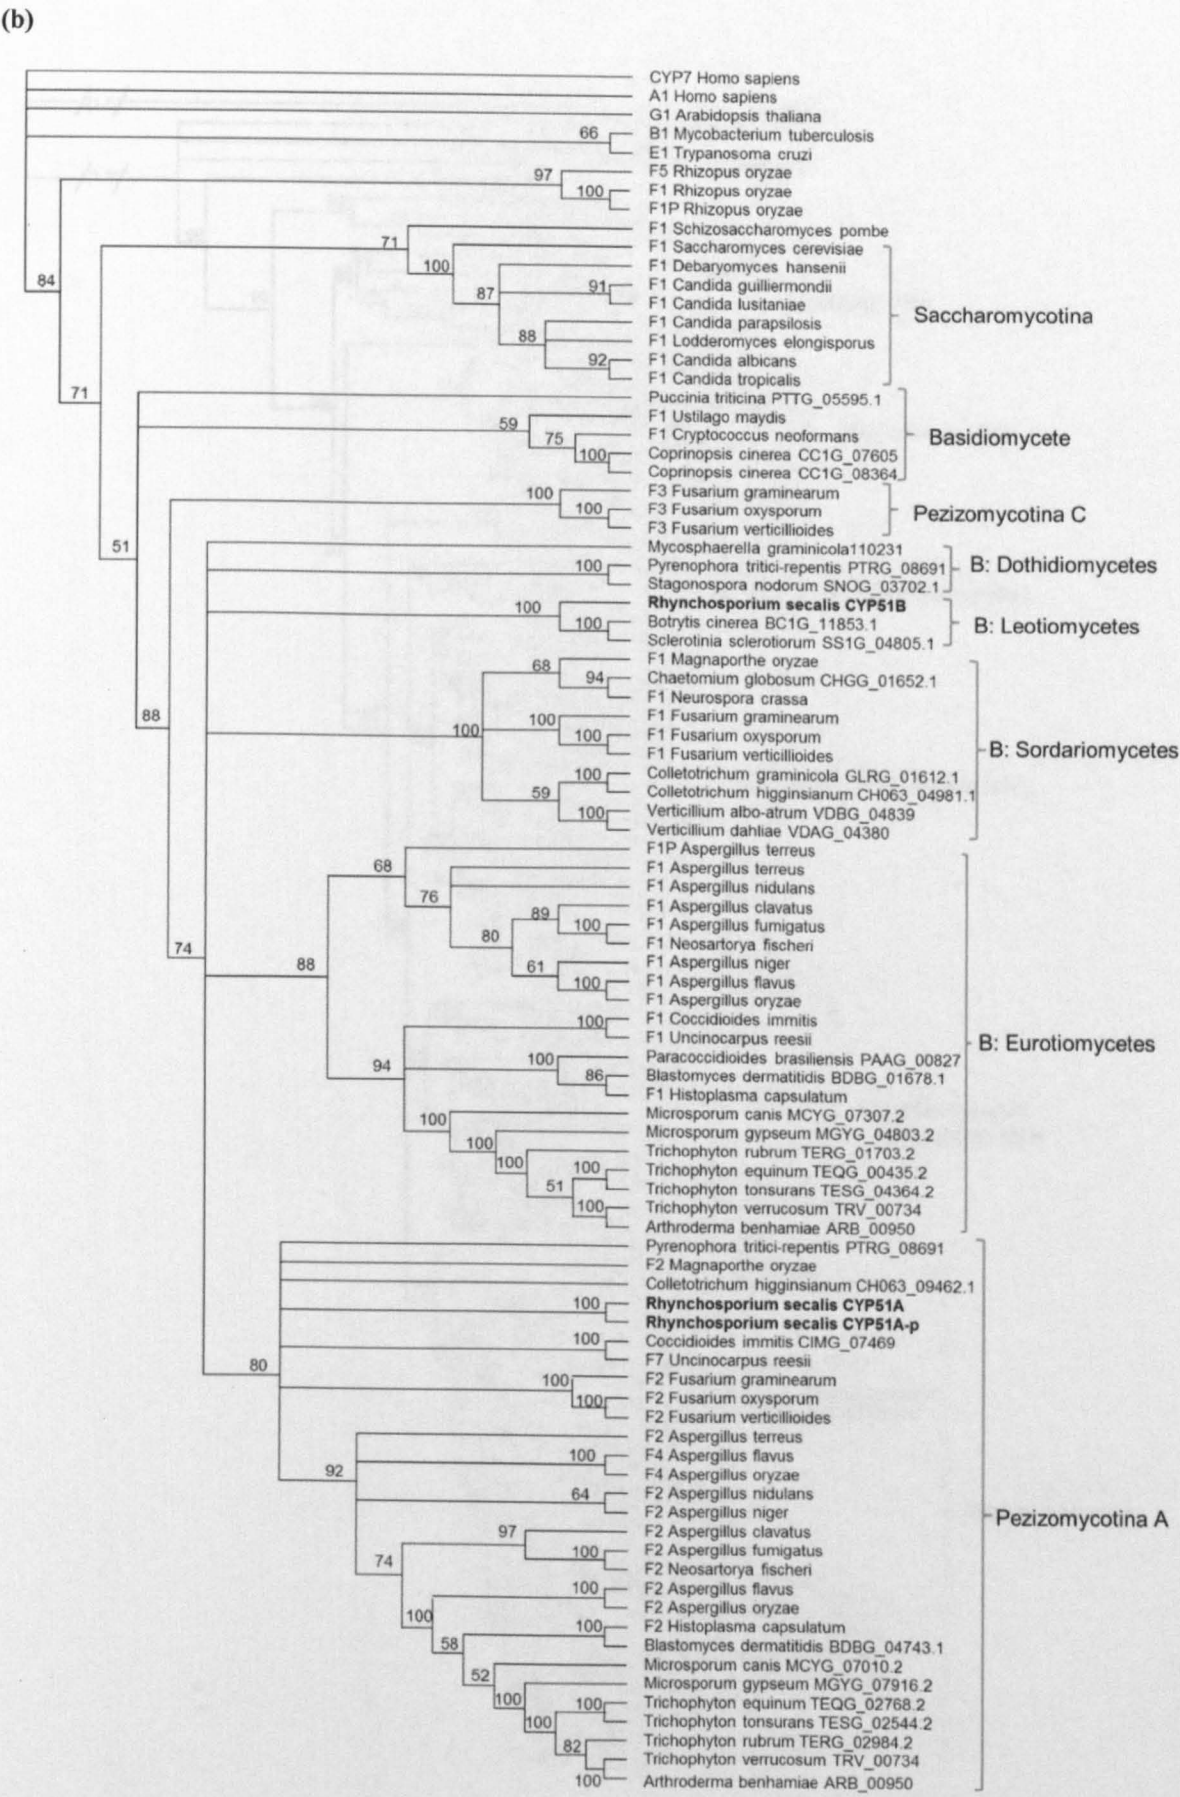 (b)
CYP7 Homo sapiens
A1 Homo sapiens
G1 Arabidopsis thaliana
66 B1 Mycobacterium tuberculosis
E1 Trypanosoma cruzi
97 F5 Rhizopus oryzae
100 F1 Rhizopus oryzae
F1P Rhizopus oryzae
F1 Schizosaccharomyces pombe
71 F1 Saccharomyces cerevisiae
100 F1 Debaryomyces hansenii
84 91 F1 Candida guilliermondii
87 F1 Candida lusitaniae
Saccharomycotina
F1 Candida parapsilosis
88 F1 Lodderomyces elongisporus
92 F1 Candida albicans
F1 Candida tropicalis
71 Puccinia triticina PTTG_05595.1
59 F1 Ustilago maydis
75 F1 Cryptococcus neoformans
Basidiomycete
100 Coprinopsis cinerea CC1G_07605
Coprinopsis cinerea CC1G_08364
100 F3 Fusarium graminearum
100 F3 Fusarium oxysporum
Pezizomycotina C
F3 Fusarium verticillioides
51 Mycosphaerella graminicola110231
100 Pyrenophora tritici-repentis PTRG_08691
B: Dothidiomycetes
Stagonospora nodorum SNOG_03702.1
100 Rhynchosporium secalis CYP51B
100 Botrytis cinerea BC1G_11853.1
B: Leotiomycetes
Sclerotinia sclerotiorum SS1G_04805.1
68 F1 Magnaporthe oryzae
94 Chaetomium globosum CHGG_01652.1
F1 Neurospora crassa
88 100 F1 Fusarium graminearum
100 100 F1 Fusarium oxysporum
F1 Fusarium verticillioides
B: Sordariomycetes
100 Colletotrichum graminicola GLRG_01612.1
59 Colletotrichum higginsianum CH063_04981.1
100 Verticillium albo-atrum VDBG_04839
Verticillium dahliae VDAG_04380
F1P Aspergillus terreus
68 F1 Aspergillus terreus
76 F1 Aspergillus nidulans
89 F1 Aspergillus clavatus
100 F1 Aspergillus fumigatus
80 F1 Neosartorya fischeri
74 88 61 F1 Aspergillus niger
100 F1 Aspergillus flavus
F1 Aspergillus oryzae
100 F1 Coccidioides immitis
F1 Uncinocarpus reesii
B: Eurotiomycetes
100 Paracoccidioides brasiliensis PAAG_00827
94 86 Blastomyces dermatitidis BDBG_01678.1
F1 Histoplasma capsulatum
100 Microsporum canis MCYG_07307.2
100 Microsporum gypseum MGYG_04803.2
100 Trichophyton rubrum TERG_01703.2
100 Trichophyton equinum TEQG_00435.2
51 Trichophyton tonsurans TESG_04364.2
100 Trichophyton verrucosum TRV_00734
Arthroderma benhamiae ARB_00950
Pyrenophora tritici-repentis PTRG_08691
F2 Magnaporthe oryzae
Colletotrichum higginsianum CH063_09462.1
100 Rhynchosporium secalis CYP51A
Rhynchosporium secalis CYP51A-p
100 Coccidioides immitis CIMG_07469
80 F7 Uncinocarpus reesii
100 F2 Fusarium graminearum
100 F2 Fusarium oxysporum
F2 Fusarium verticillioides
F2 Aspergillus terreus
100 F4 Aspergillus flavus
92 F4 Aspergillus oryzae
64 F2 Aspergillus nidulans
F2 Aspergillus niger
Pezizomycotina A
97 F2 Aspergillus clavatus
100 F2 Aspergillus fumigatus
74 F2 Neosartorya fischeri
100 F2 Aspergillus flavus
F2 Aspergillus oryzae
100 100 F2 Histoplasma capsulatum
58 Blastomyces dermatitidis BDBG_04743.1
52 Microsporum canis MCYG_07010.2
100 Microsporum gypseum MGYG_07916.2
100 Trichophyton equinum TEQG_02768.2
100 Trichophyton tonsurans TESG_02544.2
82 Trichophyton rubrum TERG_02984.2
Trichophyton verrucosum TRV_00734
100 Arthroderma benhamiae ARB_00950